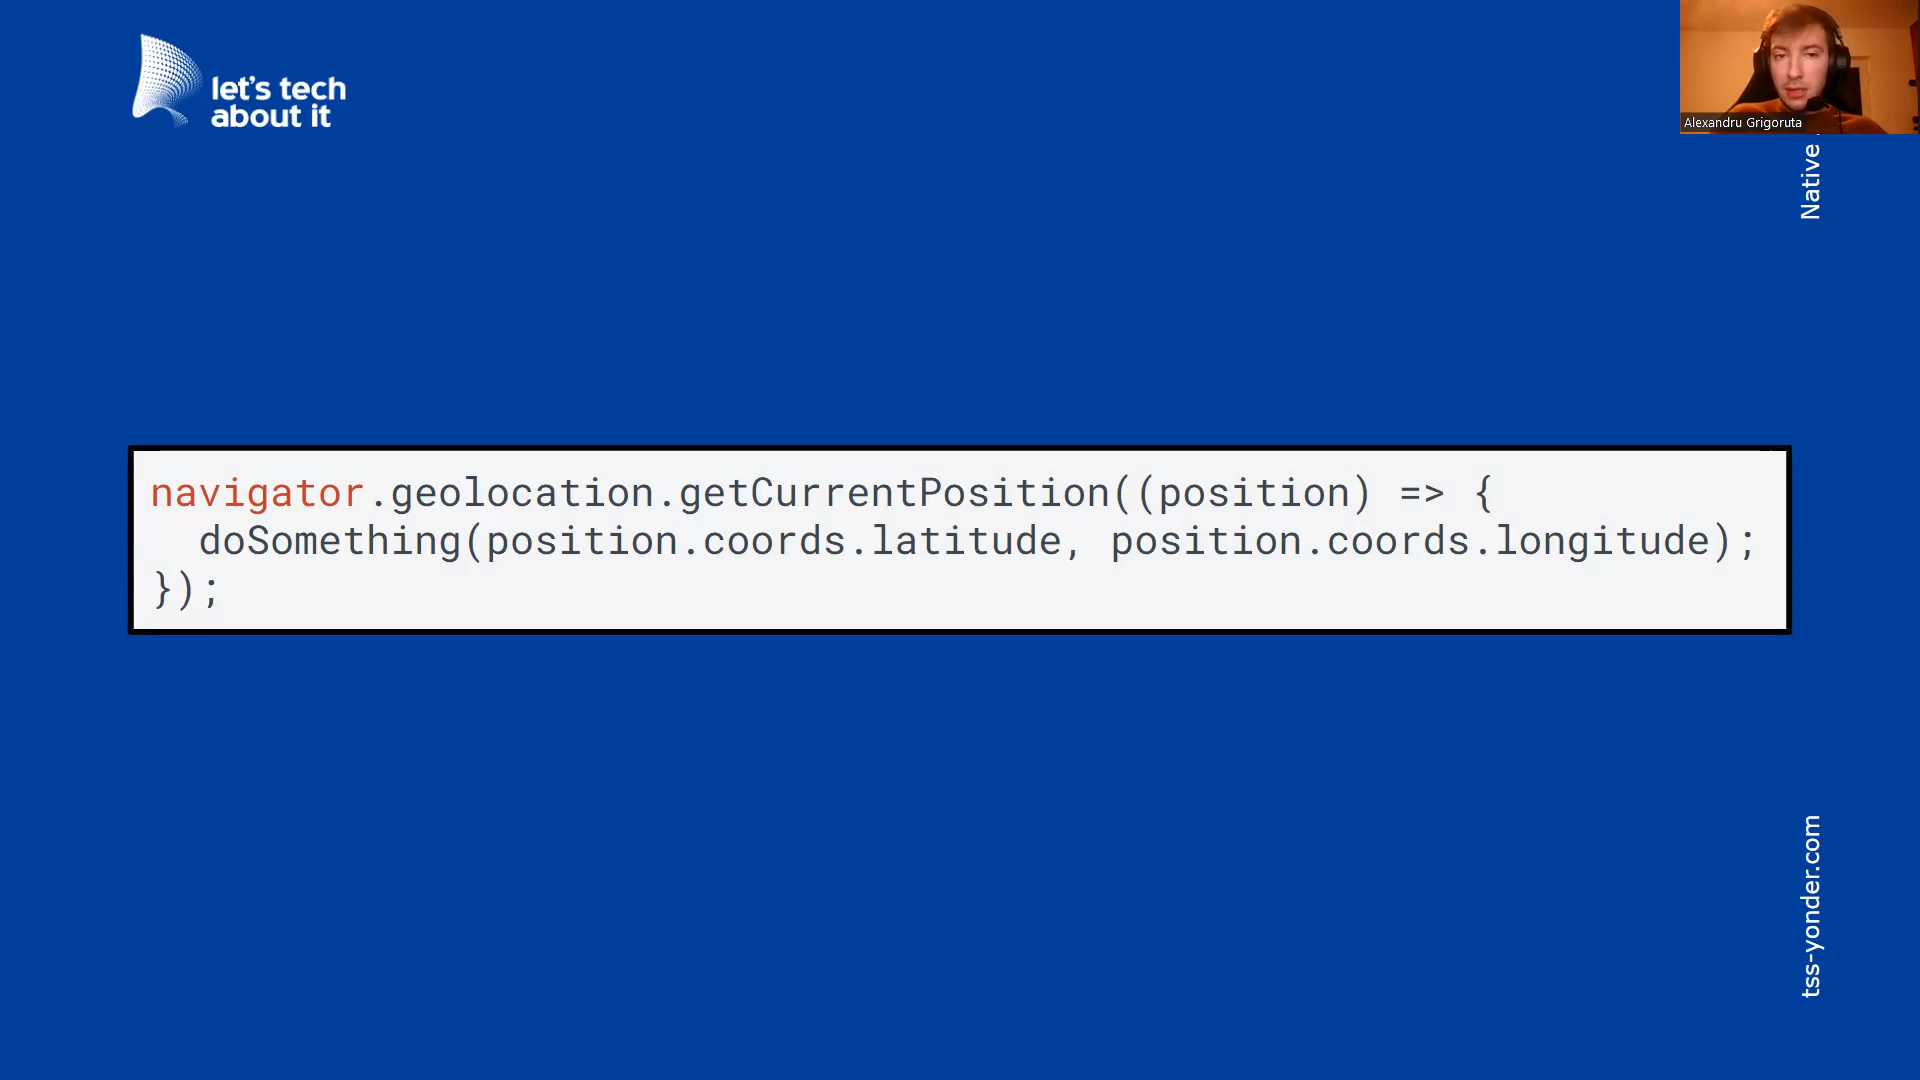 let's tech
about it
Alexandru Grigoruta
Native
navigator.geolocation.getCurrentPosition((position) => {
  doSomething(position.coords.latitude, position.coords.longitude);
});
tss-yonder.com